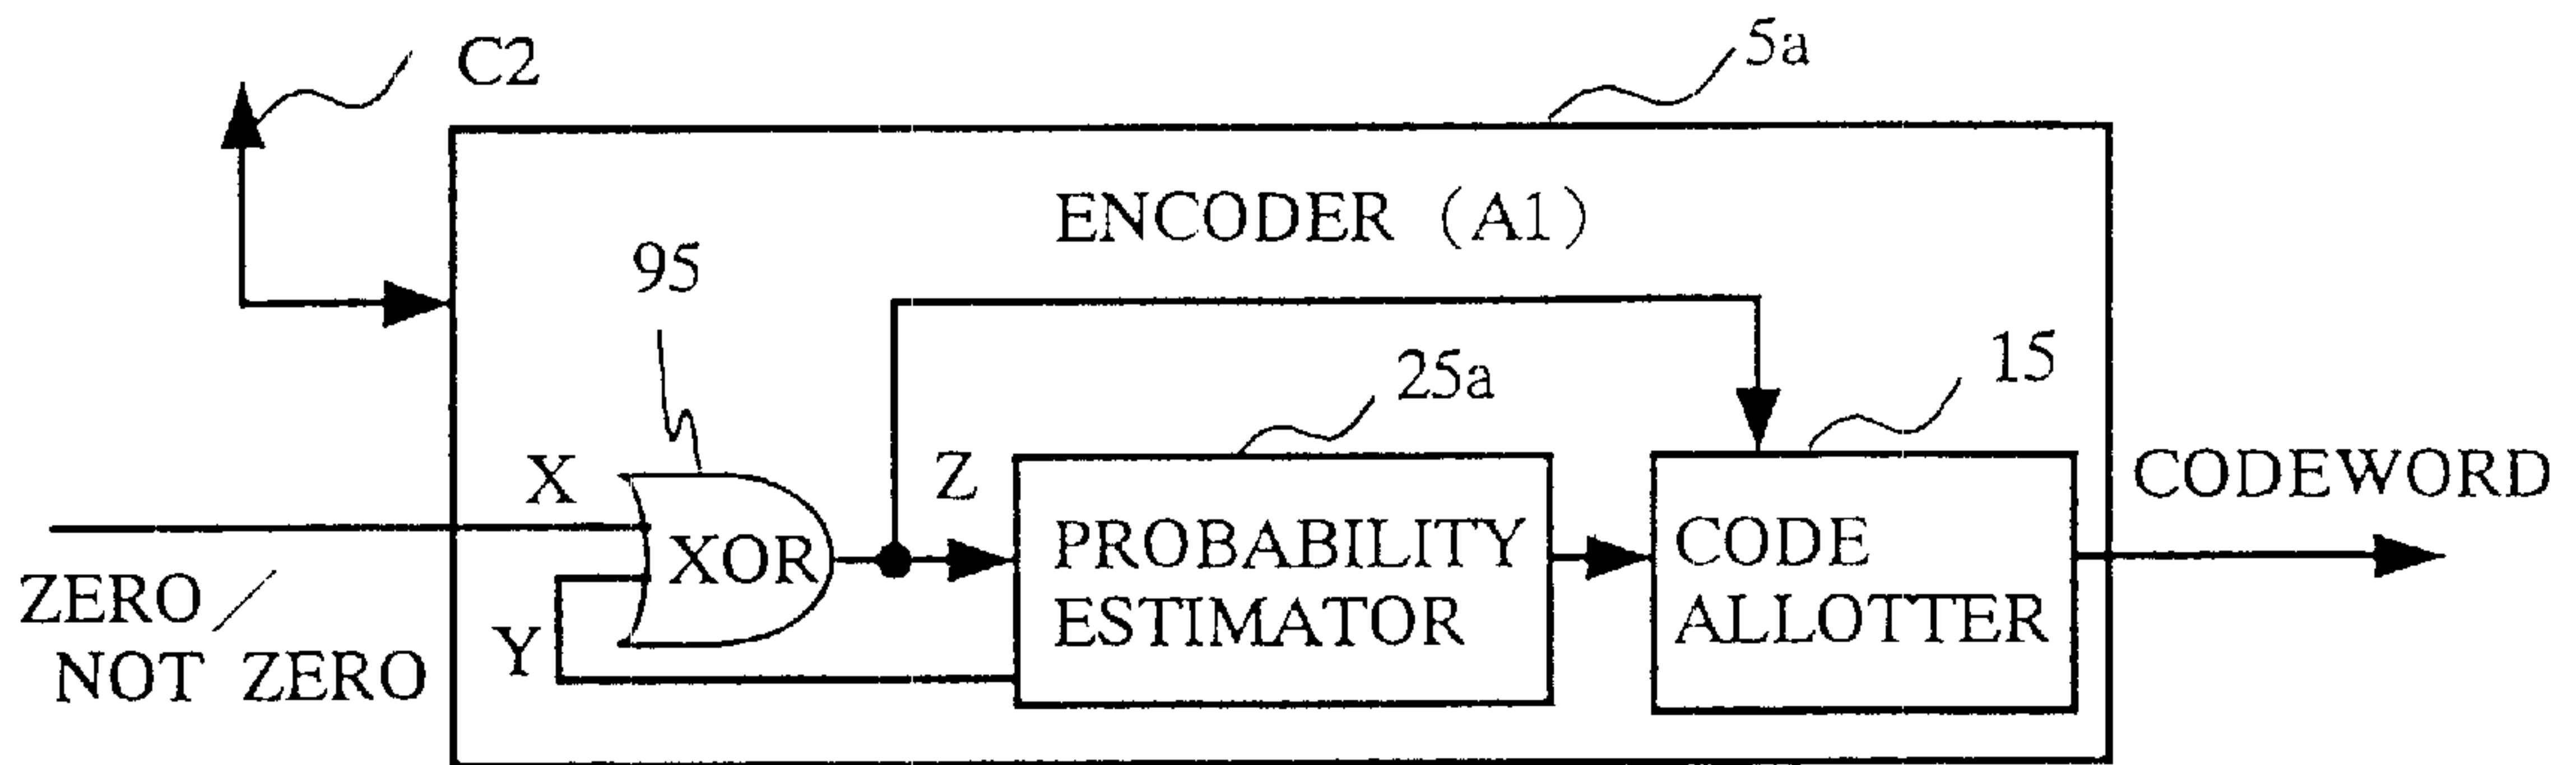 C2
5a
ENCODER (A1)
95
25a
15
X
Z
CODEWORD
XOR
PROBABILITY
ESTIMATOR
CODE
ALLOTTER
ZERO /
NOT ZERO
Y